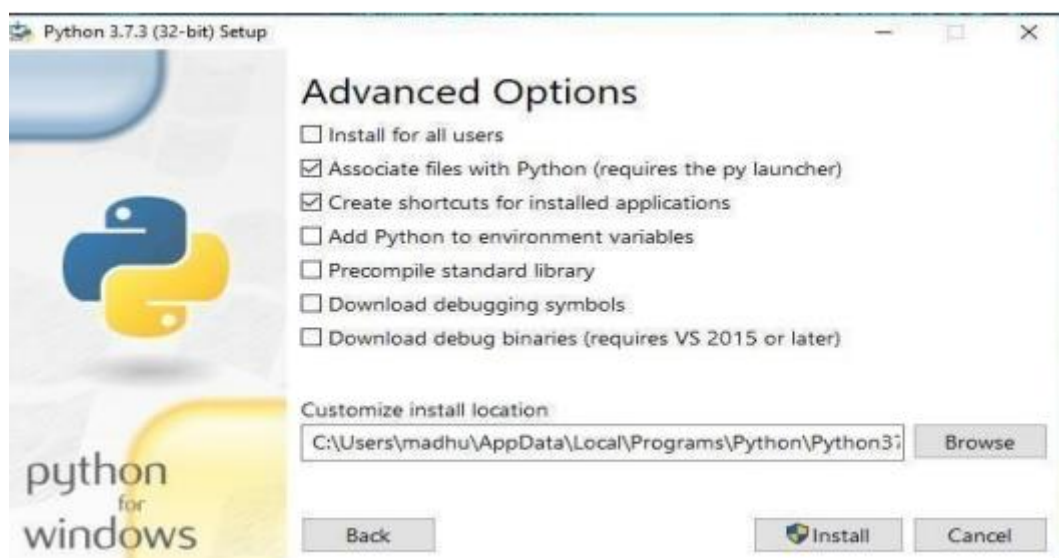 Python 3.7.3 (32-bit) Setup
Advanced Options
Install for all users
Associate files with Python (requires the py launcher)
Create shortcuts for installed applications
Add Python to environment variables
Precompile standard library
Download debugging symbols
Download debug binaries (requires VS 2015 or later)
Customize install location
C:\Users\madhu\AppData\Local\Programs\Python\Python37
Browse
python
for
windows
Back
Install
Cancel